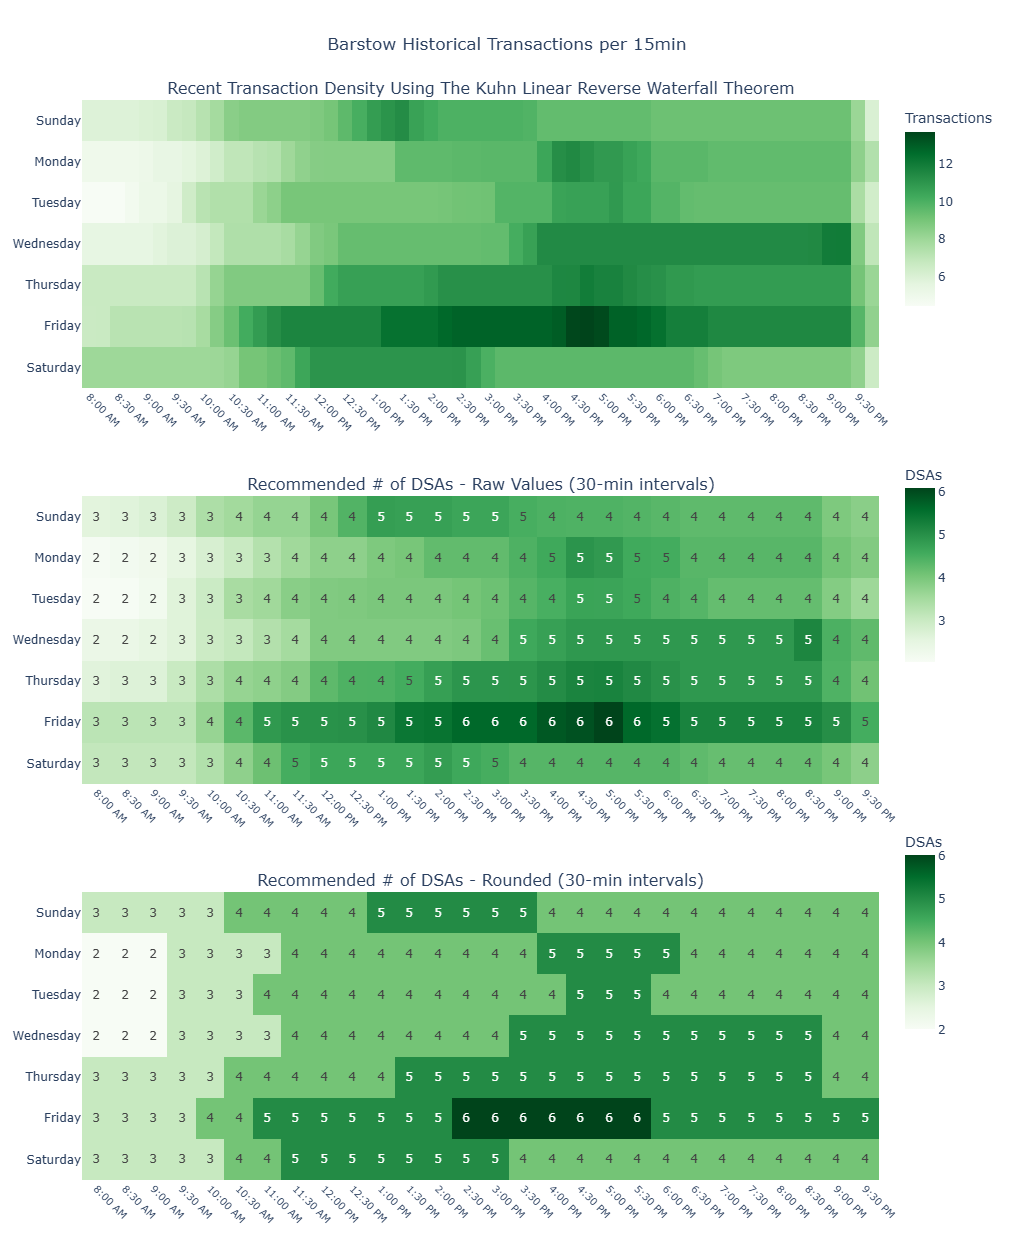 Barstow Historical Transactions per 15min
Recent Transaction Density Using The Kuhn Linear Reverse Waterfall Theorem
Transactions
Sunday
Monday
Tuesday
Wednesday
Thursday
Friday
Saturday
8:00 AM 8:30 AM 9:00 AM 9:30 AM 10:00 AM 10:30 AM 11:00 AM 11:30 AM 12:00 PM 12:30 PM 1:00 PM 1:30 PM 2:00 PM 2:30 PM 3:00 PM 3:30 PM 4:00 PM 4:30 PM 5:00 PM 5:30 PM 6:00 PM 6:30 PM 7:00 PM 7:30 PM 8:00 PM 8:30 PM 9:00 PM 9:30 PM
12
10
8
6
Recommended # of DSAs - Raw Values (30-min intervals)
DSAs
Sunday 3 3 3 3 3 4 4 4 4 4 5 5 5 5 5 5 4 4 4 4 4 4 4 4 4 4 4 4
Monday 2 2 2 3 3 3 3 4 4 4 4 4 4 4 4 4 5 5 5 5 5 4 4 4 4 4 4 4
Tuesday 2 2 2 3 3 3 4 4 4 4 4 4 4 4 4 4 4 5 5 5 4 4 4 4 4 4 4 4
Wednesday 2 2 2 3 3 3 3 4 4 4 4 4 4 4 4 5 5 5 5 5 5 5 5 5 5 5 4 4
Thursday 3 3 3 3 3 4 4 4 4 4 4 5 5 5 5 5 5 5 5 5 5 5 5 5 5 5 4 4
Friday 3 3 3 3 4 4 5 5 5 5 5 5 5 6 6 6 6 6 6 6 5 5 5 5 5 5 5 5
Saturday 3 3 3 3 3 4 4 5 5 5 5 5 5 5 5 4 4 4 4 4 4 4 4 4 4 4 4 4
8:00 AM 8:30 AM 9:00 AM 9:30 AM 10:00 AM 10:30 AM 11:00 AM 11:30 AM 12:00 PM 12:30 PM 1:00 PM 1:30 PM 2:00 PM 2:30 PM 3:00 PM 3:30 PM 4:00 PM 4:30 PM 5:00 PM 5:30 PM 6:00 PM 6:30 PM 7:00 PM 7:30 PM 8:00 PM 8:30 PM 9:00 PM 9:30 PM
6
5
4
3
Recommended # of DSAs - Rounded (30-min intervals)
DSAs
Sunday 3 3 3 3 3 4 4 4 4 4 5 5 5 5 5 5 4 4 4 4 4 4 4 4 4 4 4 4
Monday 2 2 2 3 3 3 3 4 4 4 4 4 4 4 4 4 5 5 5 5 5 4 4 4 4 4 4 4
Tuesday 2 2 2 3 3 3 4 4 4 4 4 4 4 4 4 4 4 5 5 5 4 4 4 4 4 4 4 4
Wednesday 2 2 2 3 3 3 3 4 4 4 4 4 4 4 4 5 5 5 5 5 5 5 5 5 5 5 4 4
Thursday 3 3 3 3 3 4 4 4 4 4 4 5 5 5 5 5 5 5 5 5 5 5 5 5 5 5 4 4
Friday 3 3 3 3 4 4 5 5 5 5 5 5 5 6 6 6 6 6 6 6 5 5 5 5 5 5 5 5
Saturday 3 3 3 3 3 4 4 5 5 5 5 5 5 5 5 4 4 4 4 4 4 4 4 4 4 4 4 4
8:00 AM 8:30 AM 9:00 AM 9:30 AM 10:00 AM 10:30 AM 11:00 AM 11:30 AM 12:00 PM 12:30 PM 1:00 PM 1:30 PM 2:00 PM 2:30 PM 3:00 PM 3:30 PM 4:00 PM 4:30 PM 5:00 PM 5:30 PM 6:00 PM 6:30 PM 7:00 PM 7:30 PM 8:00 PM 8:30 PM 9:00 PM 9:30 PM
6
5
4
3
2